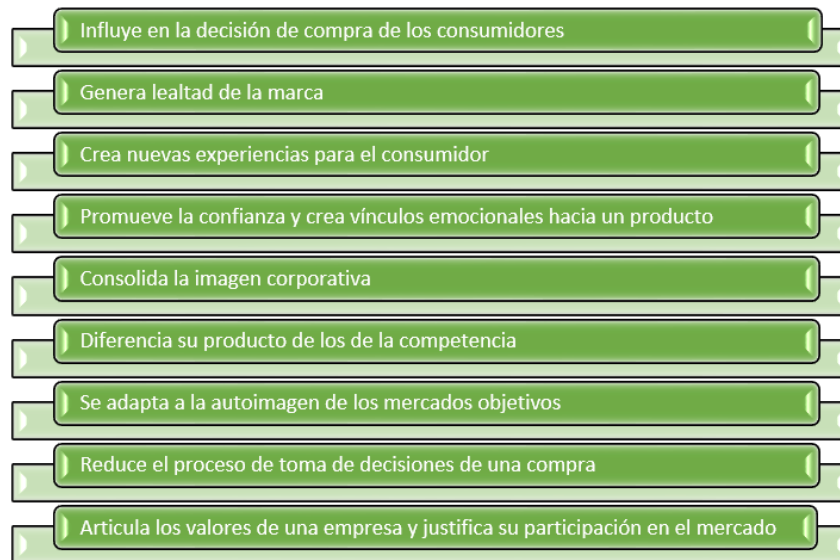 Influye en la decisión de compra de los consumidores
Genera lealtad de la marca
Crea nuevas experiencias para el consumidor
Promueve la confianza y crea vínculos emocionales hacia un producto
Consolida la imagen corporativa
Diferencia su producto de los de la competencia
Se adapta a la autoimagen de los mercados objetivos
Reduce el proceso de toma de decisiones de una compra
Articula los valores de una empresa y justifica su participación en el mercado